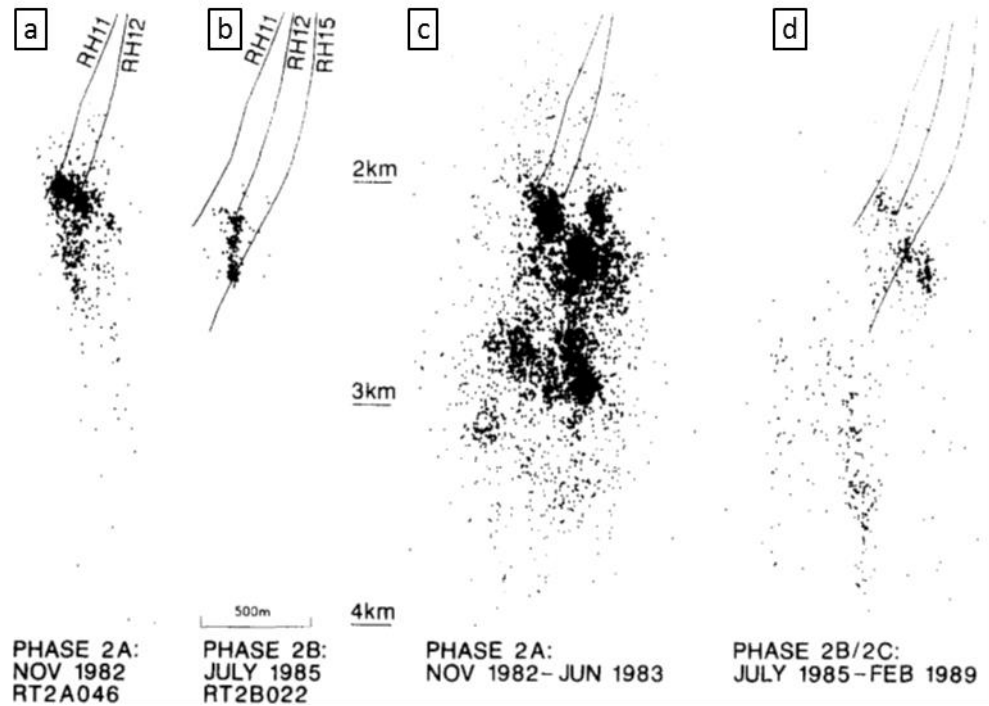 a
RH11
RH12
b
RH11
RH12
RH15
c
d
2km
3km
4km
500m
PHASE 2A:
NOV 1982
RT2A046
PHASE 2B:
JULY 1985
RT2B022
PHASE 2A:
NOV 1982-JUN 1983
PHASE 2B/2C:
JULY 1985-FEB 1989